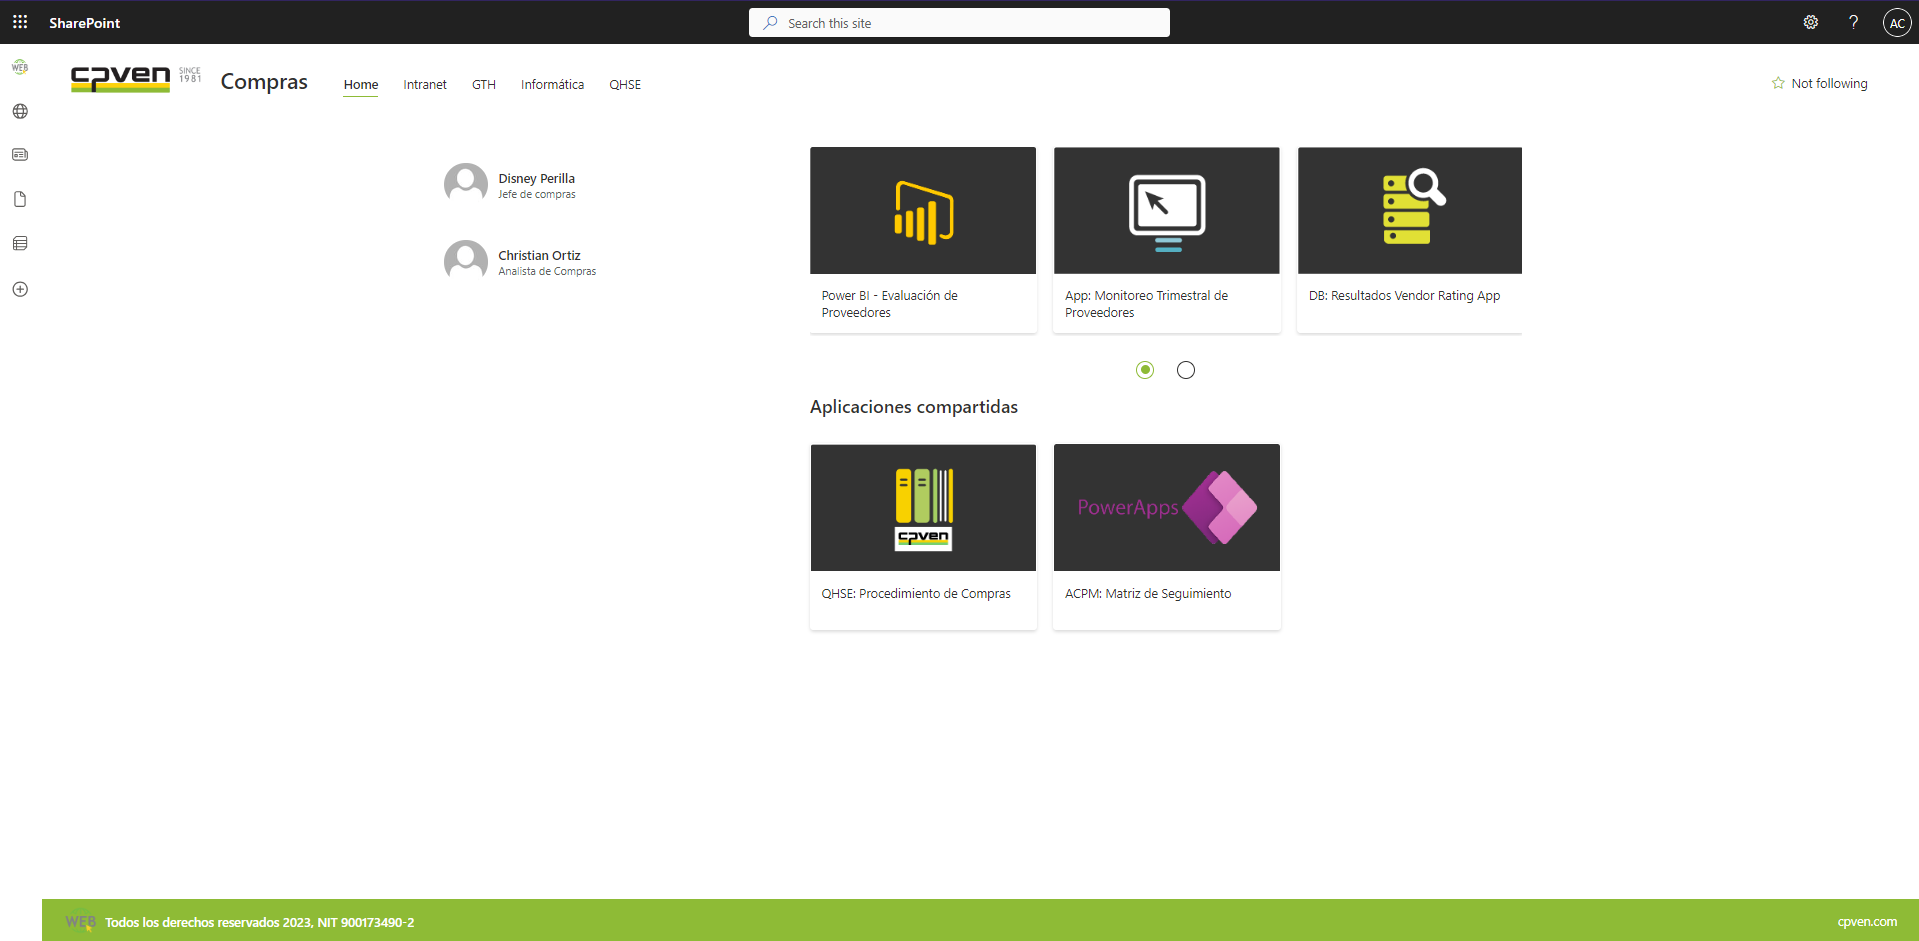 SharePoint
Search this site
?
AC
WEB
cpven SINCE 1981
Compras
Home
Intranet
GTH
Informática
QHSE
Not following
Disney Perilla
Jefe de compras
Christian Ortiz
Analista de Compras
Power BI - Evaluación de
Proveedores
App: Monitoreo Trimestral de
Proveedores
DB: Resultados Vendor Rating App
Aplicaciones compartidas
cpven
QHSE: Procedimiento de Compras
PowerApps
ACPM: Matriz de Seguimiento
WEB
Todos los derechos reservados 2023, NIT 900173490-2
cpven.com